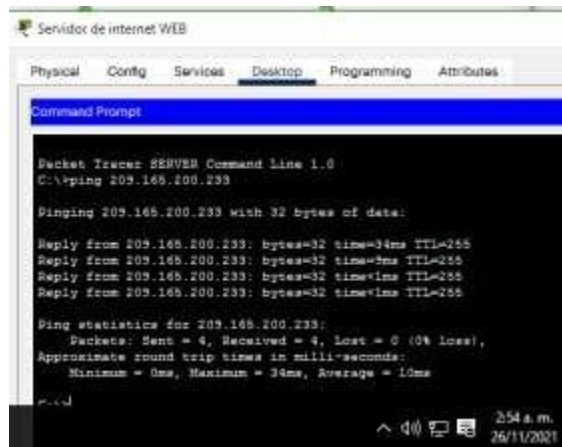 Servidor de internet WEB
Physical Config Services Desktop Programming Attributes
Command Prompt
Packet Tracer SERVER Command Line 1.0
C:\>ping 209.165.200.233
Pinging 209.165.200.233 with 32 bytes of data:
Reply from 209.165.200.233: bytes=32 time=34ms TTL=255
Reply from 209.165.200.233: bytes=32 time=9ms TTL=255
Reply from 209.165.200.233: bytes=32 time<1ms TTL=255
Reply from 209.165.200.233: bytes=32 time<1ms TTL=255
Ping statistics for 209.165.200.233:
Packets: Sent = 4, Received = 4, Lost = 0 (0% loss),
Approximate round trip times in milli-seconds:
Minimum = 0ms, Maximum = 34ms, Average = 10ms
2:54 a. m.
26/11/2021